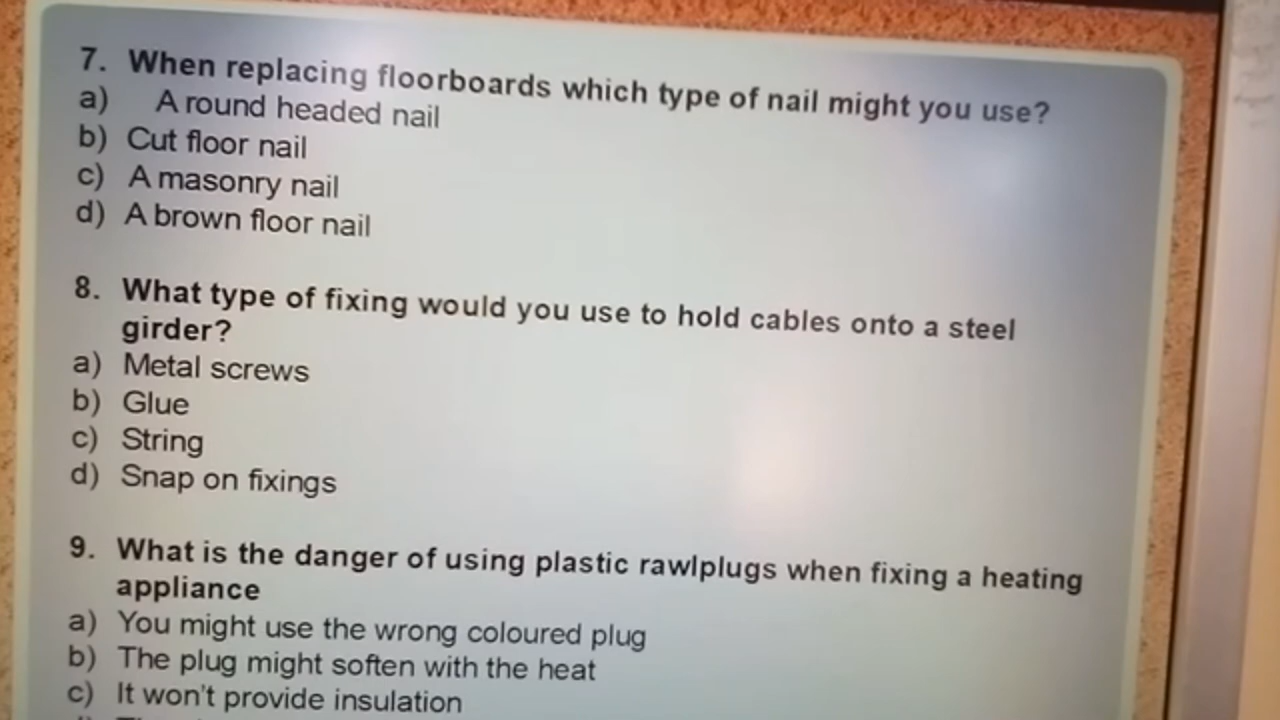 7. When replacing floorboards which type of nail might you use?
a) A round headed nail
b) Cut floor nail
c) A masonry nail
d) A brown floor nail
8. What type of fixing would you use to hold cables onto a steel
girder?
a) Metal screws
b) Glue
c) String
d) Snap on fixings
9. What is the danger of using plastic rawlplugs when fixing a heating
appliance
a) You might use the wrong coloured plug
b) The plug might soften with the heat
c) It won't provide insulation